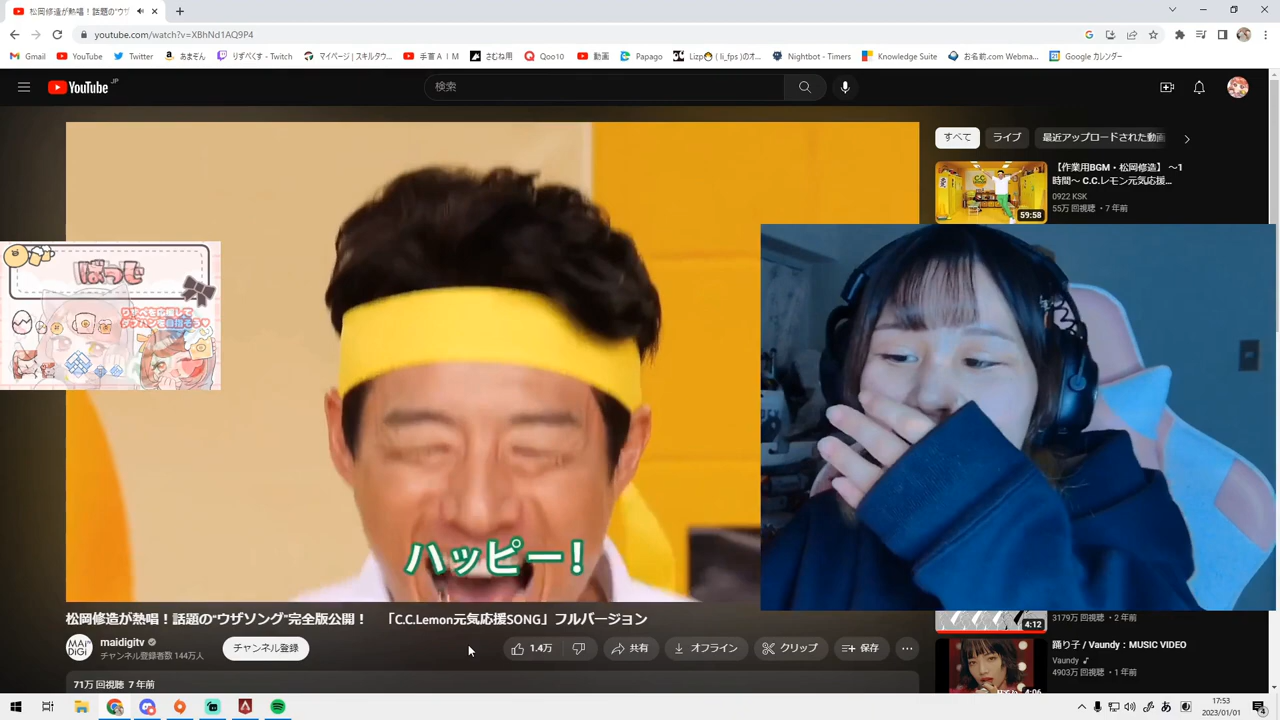 松岡修造が熱唱！話題の“ウザ
youtube.com/watch?v=XBhNd1AQ9P4
Gmail
YouTube
Twitter
あまぞん
りずぺくす - Twitch
マイページ | スキルタウ...
手首ＡＩＭ
さむね用
Qoo10
動画
Papago
Nightbot - Timers
Knowledge Suite
お名前.com Webma...
Google カレンダー
YouTube JP
検索
すべて
ライブ
最近アップロードされた動画
【作業用BGM・松岡修造】 ～1
時間～ C.C.レモン元気応援...
0922 KSK
55万 回視聴・7 年前
59:58
ハッピー！
松岡修造が熱唱！話題の“ウザソング”完全版公開！　「C.C.Lemon元気応援SONG」フルバージョン
MAI
DIGI
maidigitv
チャンネル登録者数 144万人
チャンネル登録
1.4万
共有
オフライン
クリップ
保存
71万 回視聴 7 年前
3179万 回視聴・2 年前
4:12
踊り子 / Vaundy：MUSIC VIDEO
Vaundy
4903万 回視聴・1 年前
4:06
17:53
2023/01/01